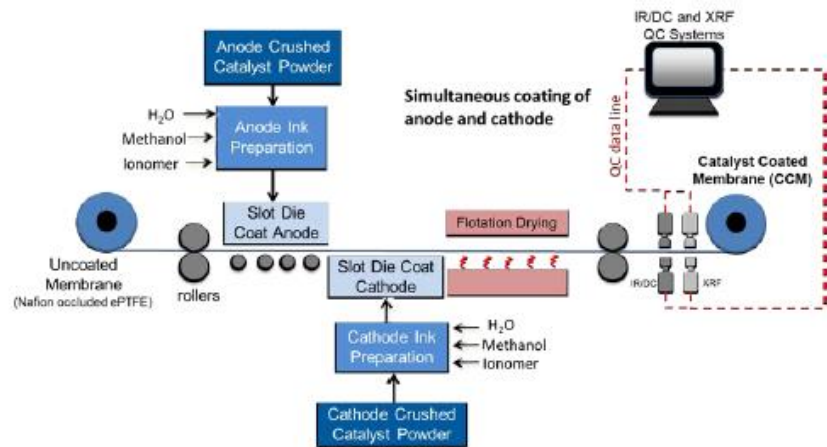 IR/DC and XRF
QC Systems
Anode Crushed
Catalyst Powder
Simultaneous coating of
anode and cathode
H₂O
Methanol
Ionomer
Anode Ink
Preparation
QC data line
Catalyst Coated
Membrane (CCM)
Slot Die
Coat Anode
Flotation Drying
Uncoated
Membrane
(Nafion occluded ePTFE)
rollers
Slot Die Coat
Cathode
IR/DC
XRF
Cathode Ink
Preparation
H₂O
Methanol
Ionomer
Cathode Crushed
Catalyst Powder